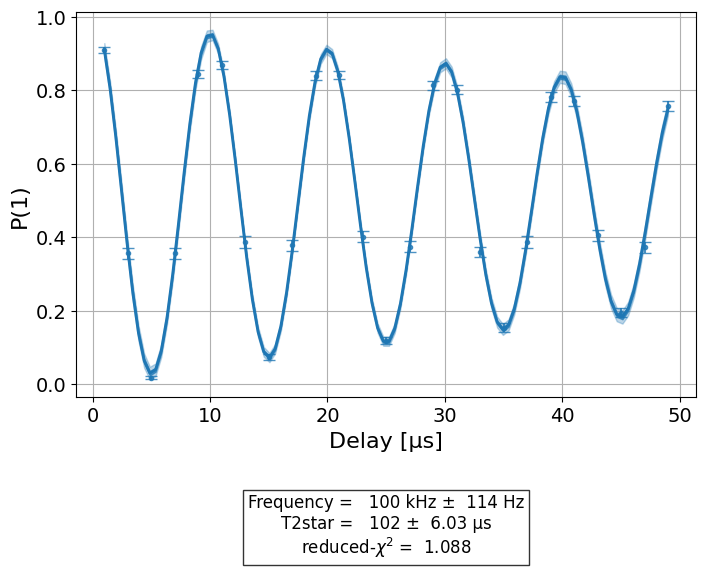 1.0
0.8
0.6
0.4
0.2
0.0
P(1)
0 10 20 30 40 50
Delay [μs]
Frequency = 100 kHz ± 114 Hz
T2star = 102 ± 6.03 μs
reduced-χ² = 1.088